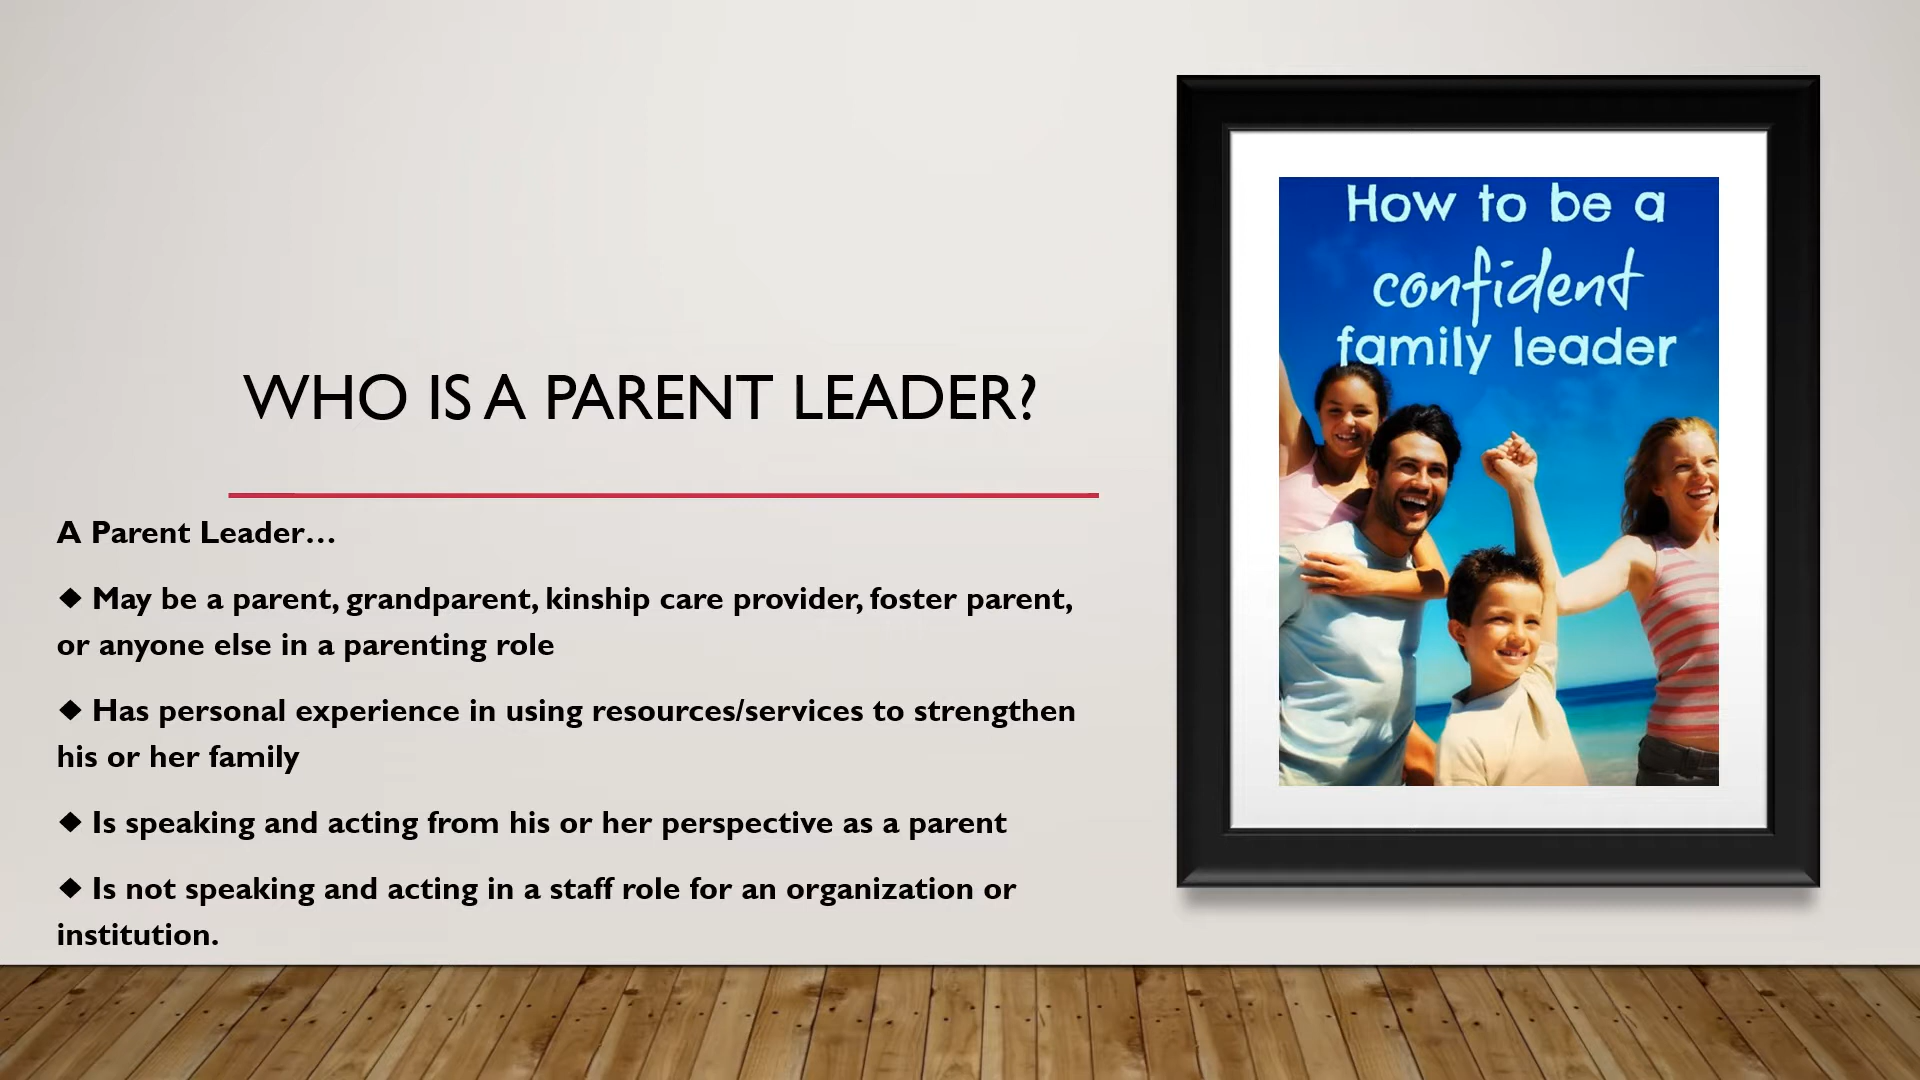 WHO IS A PARENT LEADER?
A Parent Leader…
◆ May be a parent, grandparent, kinship care provider, foster parent,
or anyone else in a parenting role
◆ Has personal experience in using resources/services to strengthen
his or her family
◆ Is speaking and acting from his or her perspective as a parent
◆ Is not speaking and acting in a staff role for an organization or
institution.
How to be a
confident
family leader